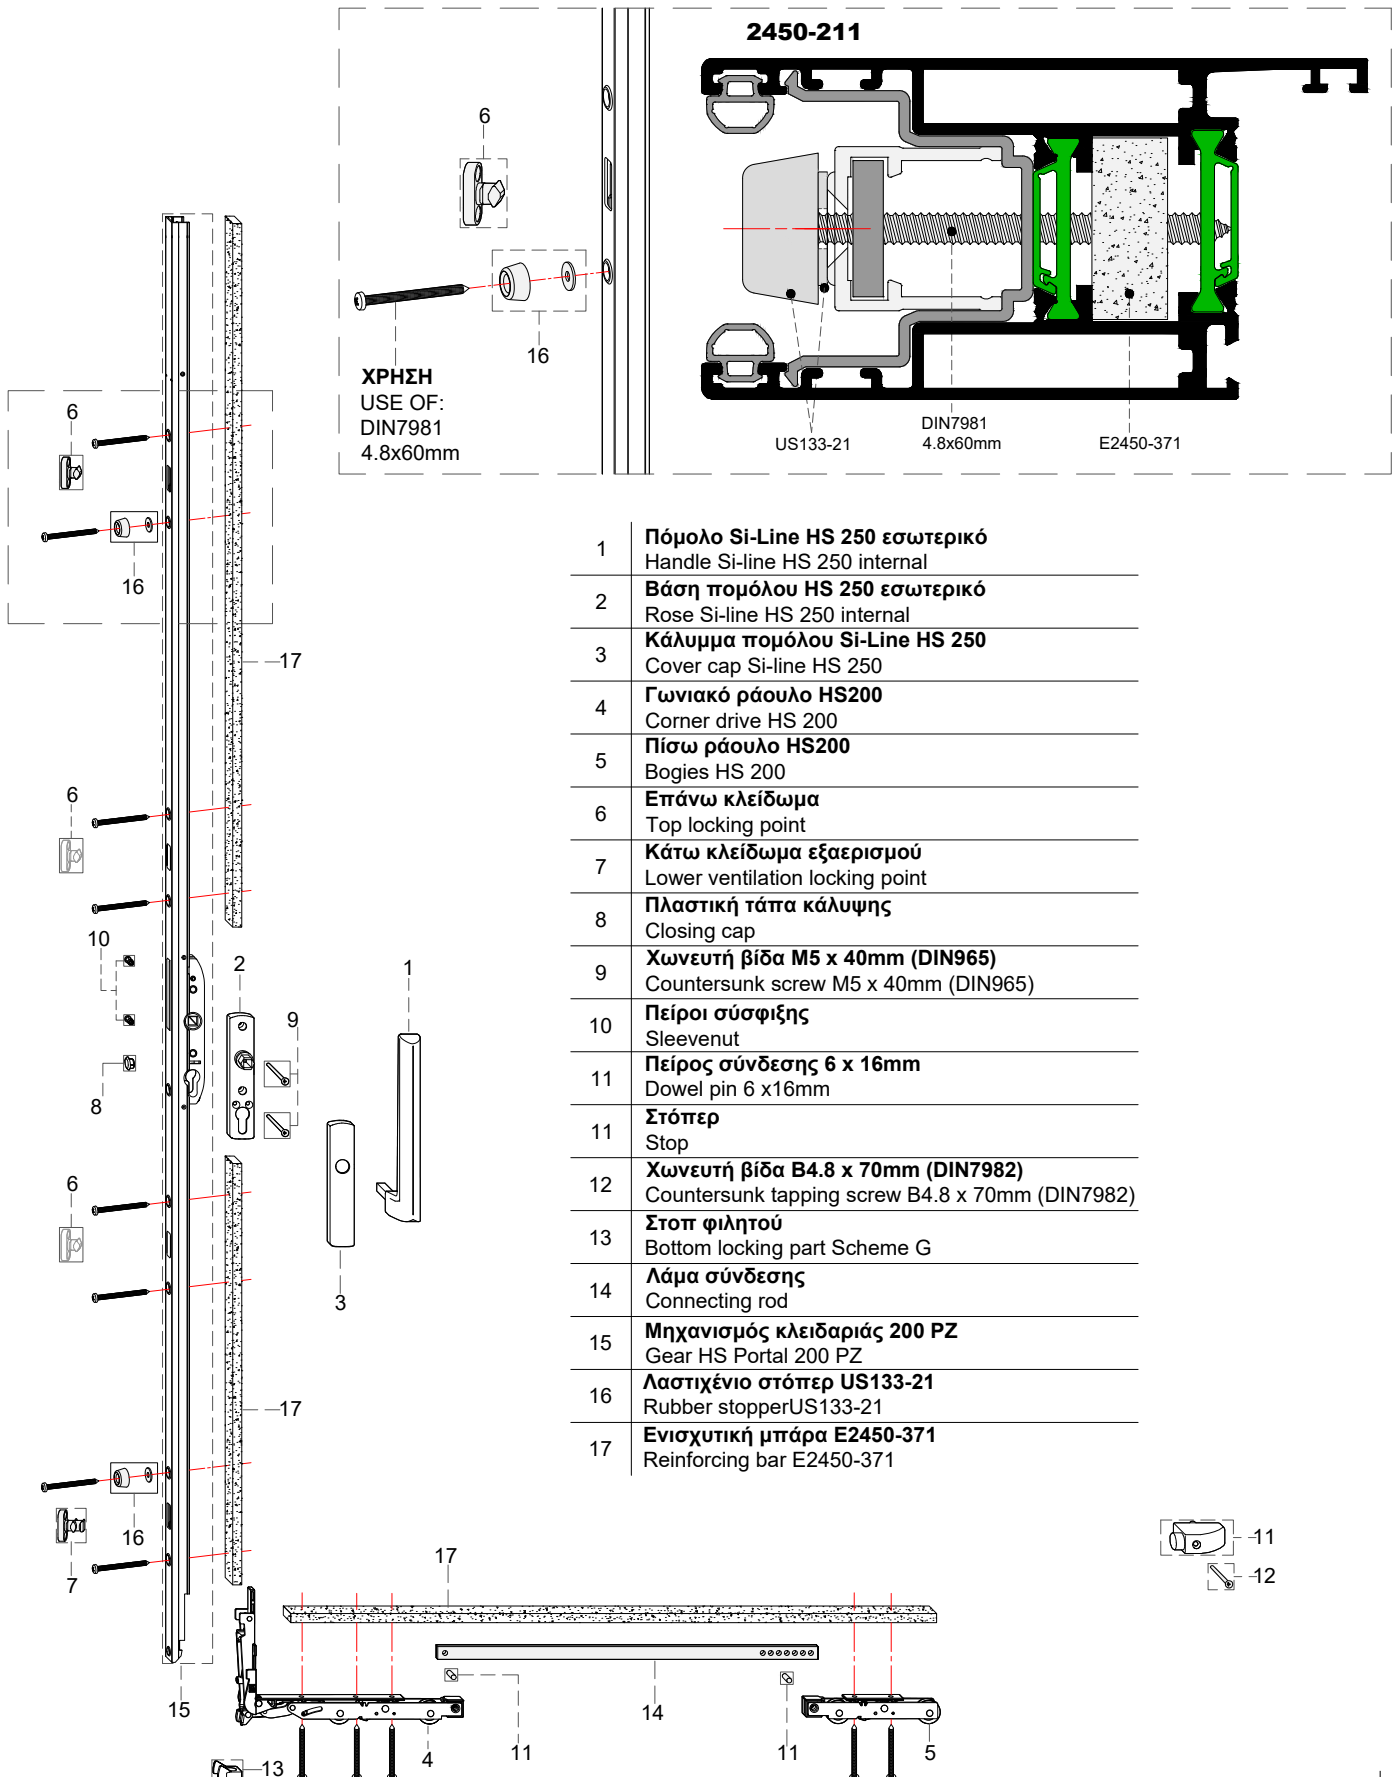 2450-211
6
16
ΧΡΗΣΗ
USE OF:
DIN7981
4.8x60mm
US133-21
DIN7981
4.8x60mm
E2450-371
6
16
17
6
10
8
2
9
1
3
6
17
16
7
15
1 Πόμολο Si-Line HS 250 εσωτερικό
Handle Si-line HS 250 internal
2 Βάση πομόλου HS 250 εσωτερικό
Rose Si-line HS 250 internal
3 Κάλυμμα πομόλου Si-Line HS 250
Cover cap Si-line HS 250
4 Γωνιακό ράουλο HS200
Corner drive HS 200
5 Πίσω ράουλο HS200
Bogies HS 200
6 Επάνω κλείδωμα
Top locking point
7 Κάτω κλείδωμα εξαερισμού
Lower ventilation locking point
8 Πλαστική τάπα κάλυψης
Closing cap
9 Χωνευτή βίδα M5 x 40mm (DIN965)
Countersunk screw M5 x 40mm (DIN965)
10 Πείροι σύσφιξης
Sleevenut
11 Πείρος σύνδεσης 6 x 16mm
Dowel pin 6 x16mm
11 Στόπερ
Stop
12 Χωνευτή βίδα B4.8 x 70mm (DIN7982)
Countersunk tapping screw B4.8 x 70mm (DIN7982)
13 Στοπ φιλητού
Bottom locking part Scheme G
14 Λάμα σύνδεσης
Connecting rod
15 Μηχανισμός κλειδαριάς 200 PZ
Gear HS Portal 200 PZ
16 Λαστιχένιο στόπερ US133-21
Rubber stopperUS133-21
17 Ενισχυτική μπάρα E2450-371
Reinforcing bar E2450-371
11
12
17
14
11
11
4
5
13